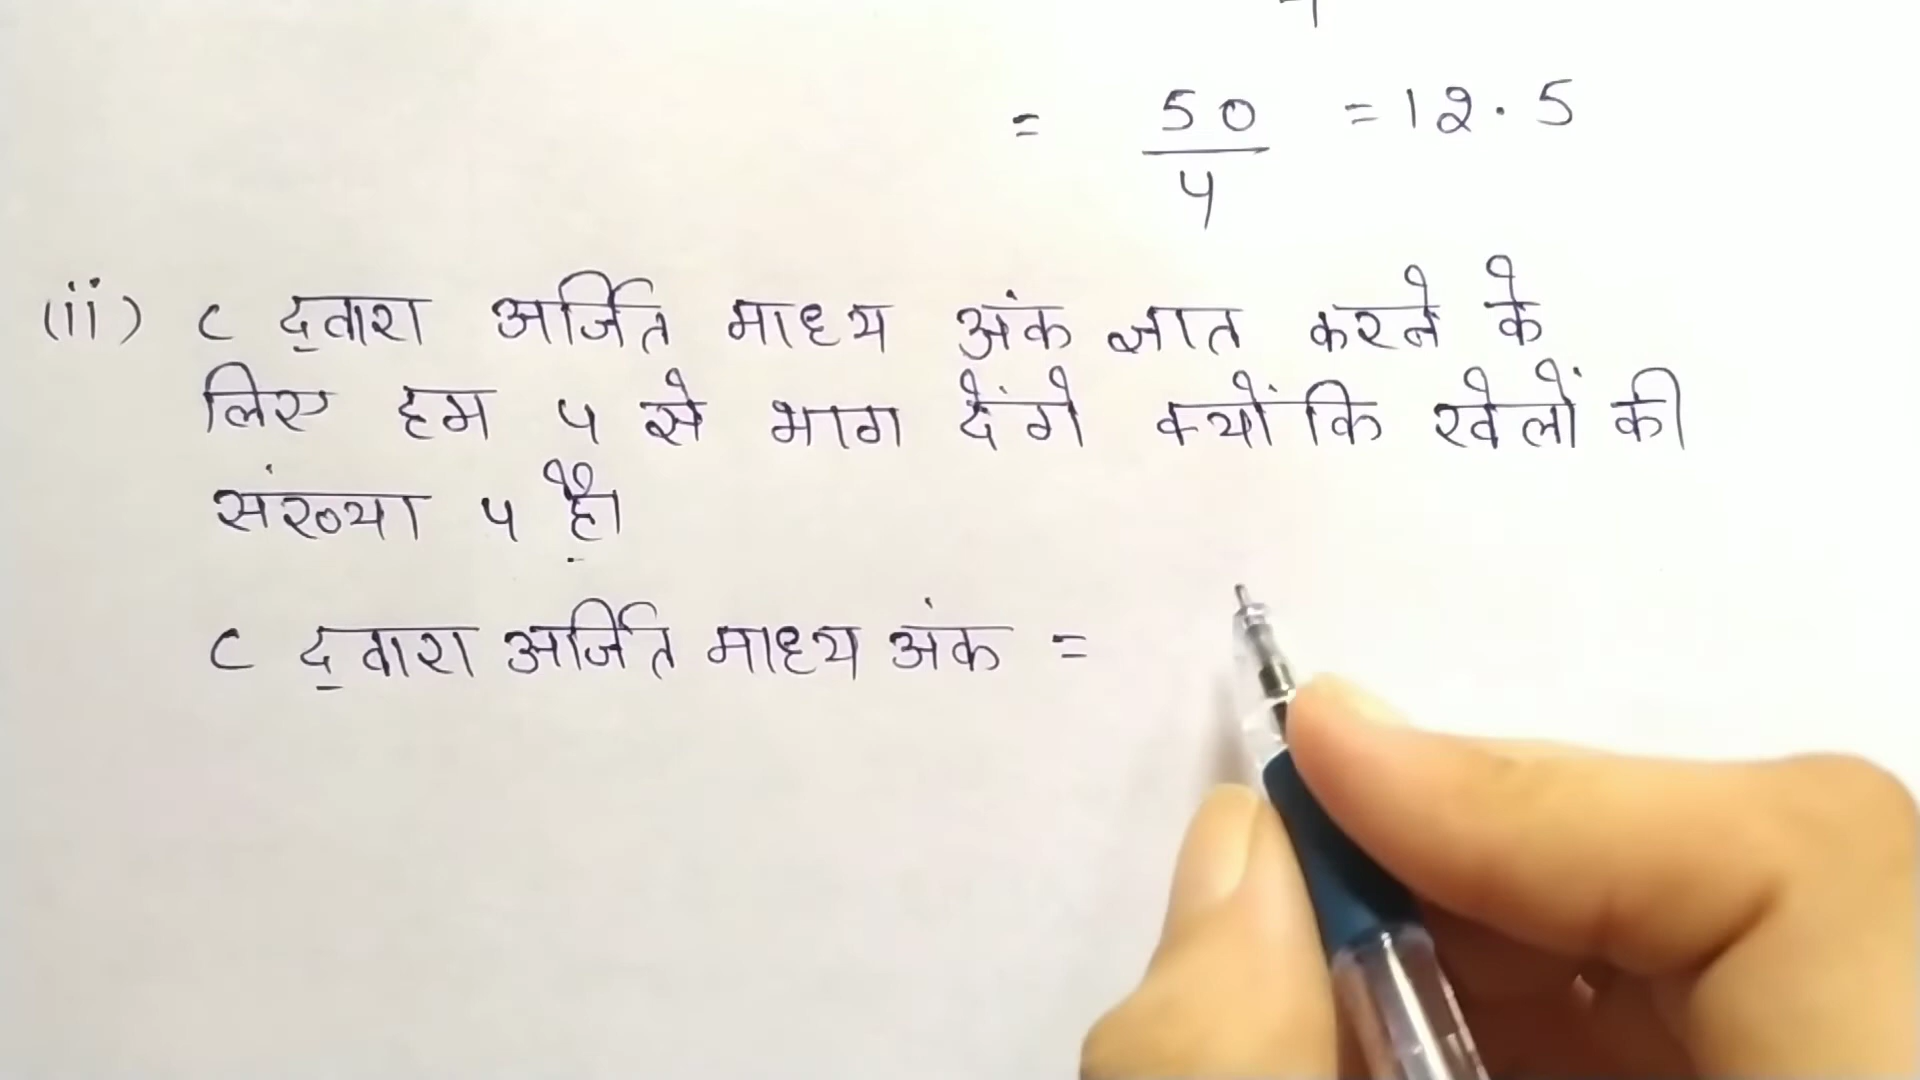 = 50/4 = 12.5
(ii) C द्वारा अर्जित माध्य अंक ज्ञात करने के
लिए हम 4 से भाग देंगे क्योंकि खेलों की
संख्या 4 है।
C द्वारा अर्जित माध्य अंक =